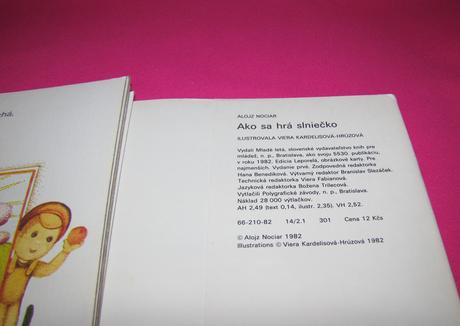 chá.
ALOJZ NOCIAR
Ako sa hrá slniečko
ILUSTROVALA VIERA KARDELISOVÁ-HRÚZOVÁ
Vydali Mladé letá, slovenské vydavateľstvo kníh pre
mládež, n. p., Bratislava, ako svoju 5530. publikáciu,
v roku 1982. Edícia Leporelá, obrázkové karty. Pre
najmenších. Vydanie prvé. Zodpovedná redaktorka
Hana Benediková. Výtvarný redaktor Branislav Slezáček.
Technická redaktorka Viera Fabianová.
Jazyková redaktorka Božena Trilecová.
Vytlačili Polygrafické závody, n. p., Bratislava.
Náklad 28 000 výtlačkov.
AH 2,49 (text 0,14, ilustr. 2,35). VH 2,52.
66-210-82 14/2.1 301 Cena 12 Kčs
© Alojz Nociar 1982
Illustrations © Viera Kardelisová-Hrúzová 1982